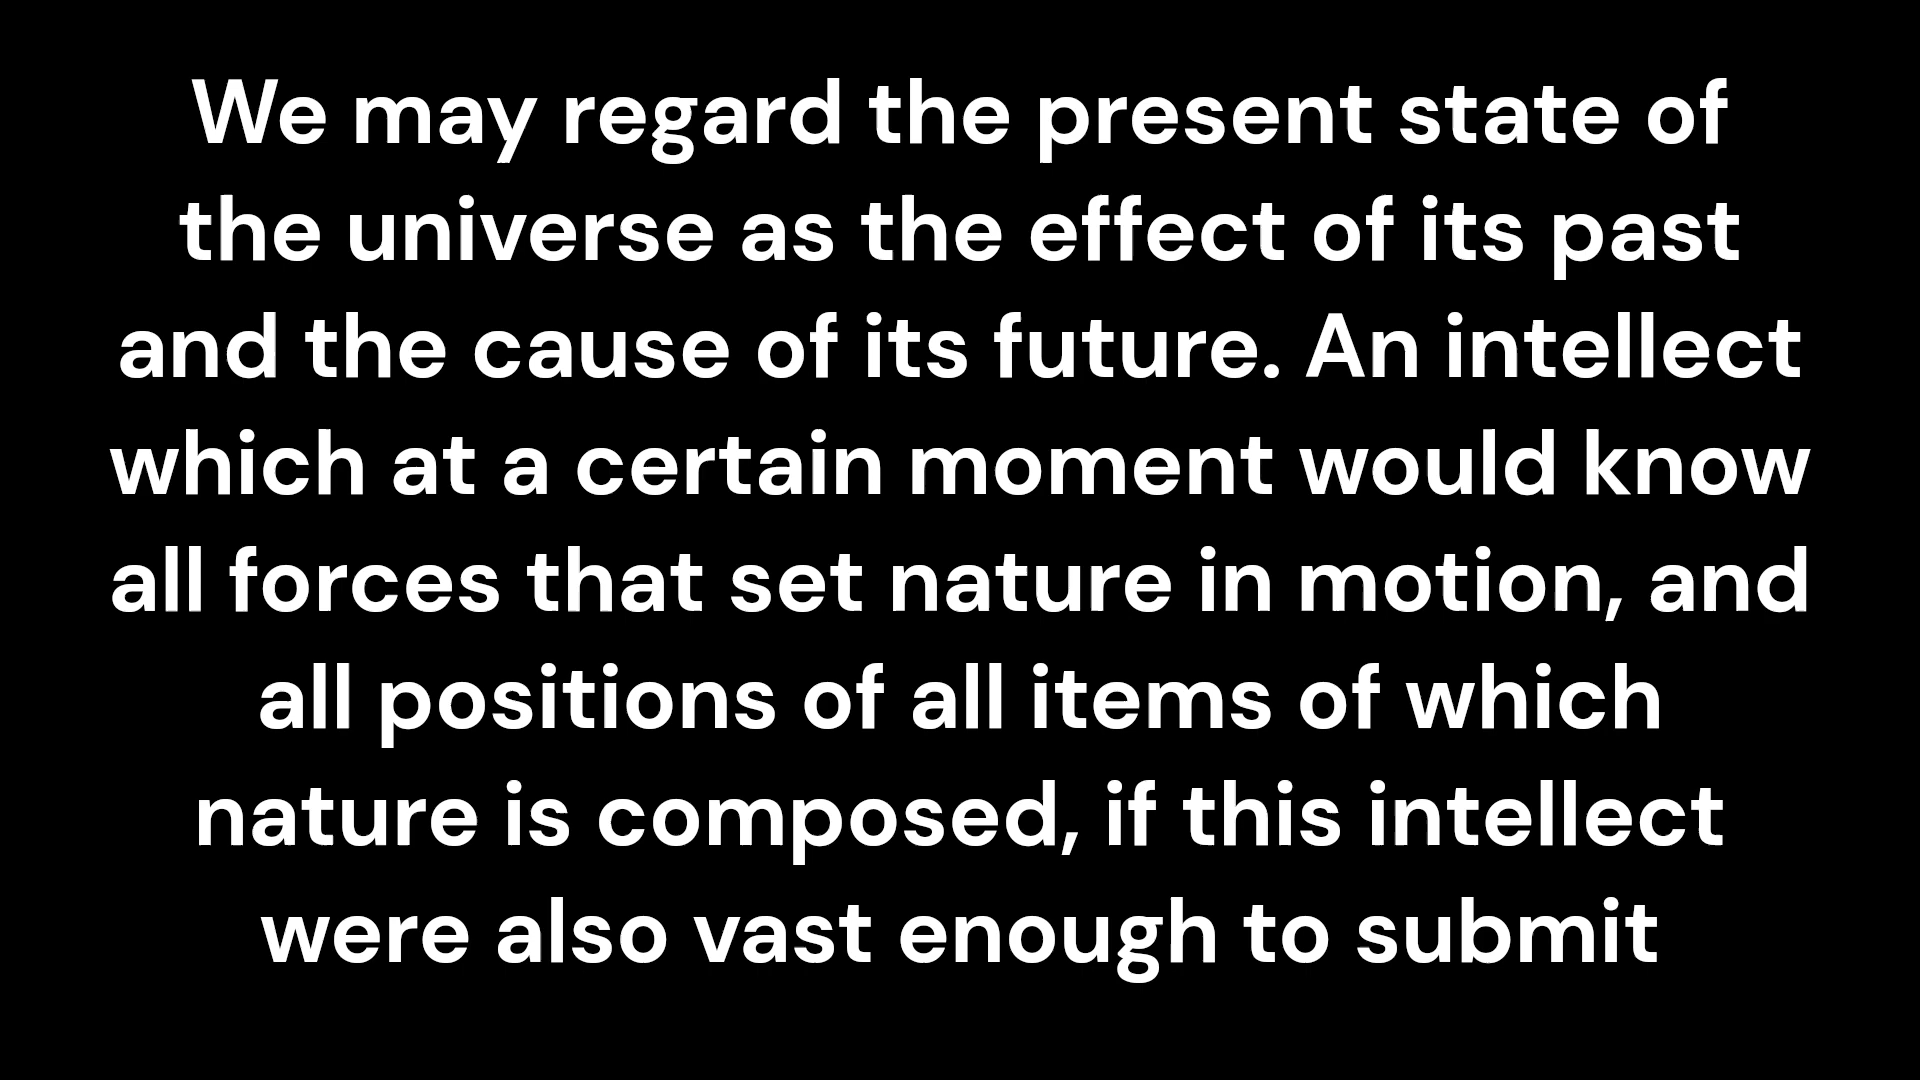 We may regard the present state of
the universe as the effect of its past
and the cause of its future. An intellect
which at a certain moment would know
all forces that set nature in motion, and
all positions of all items of which
nature is composed, if this intellect
were also vast enough to submit